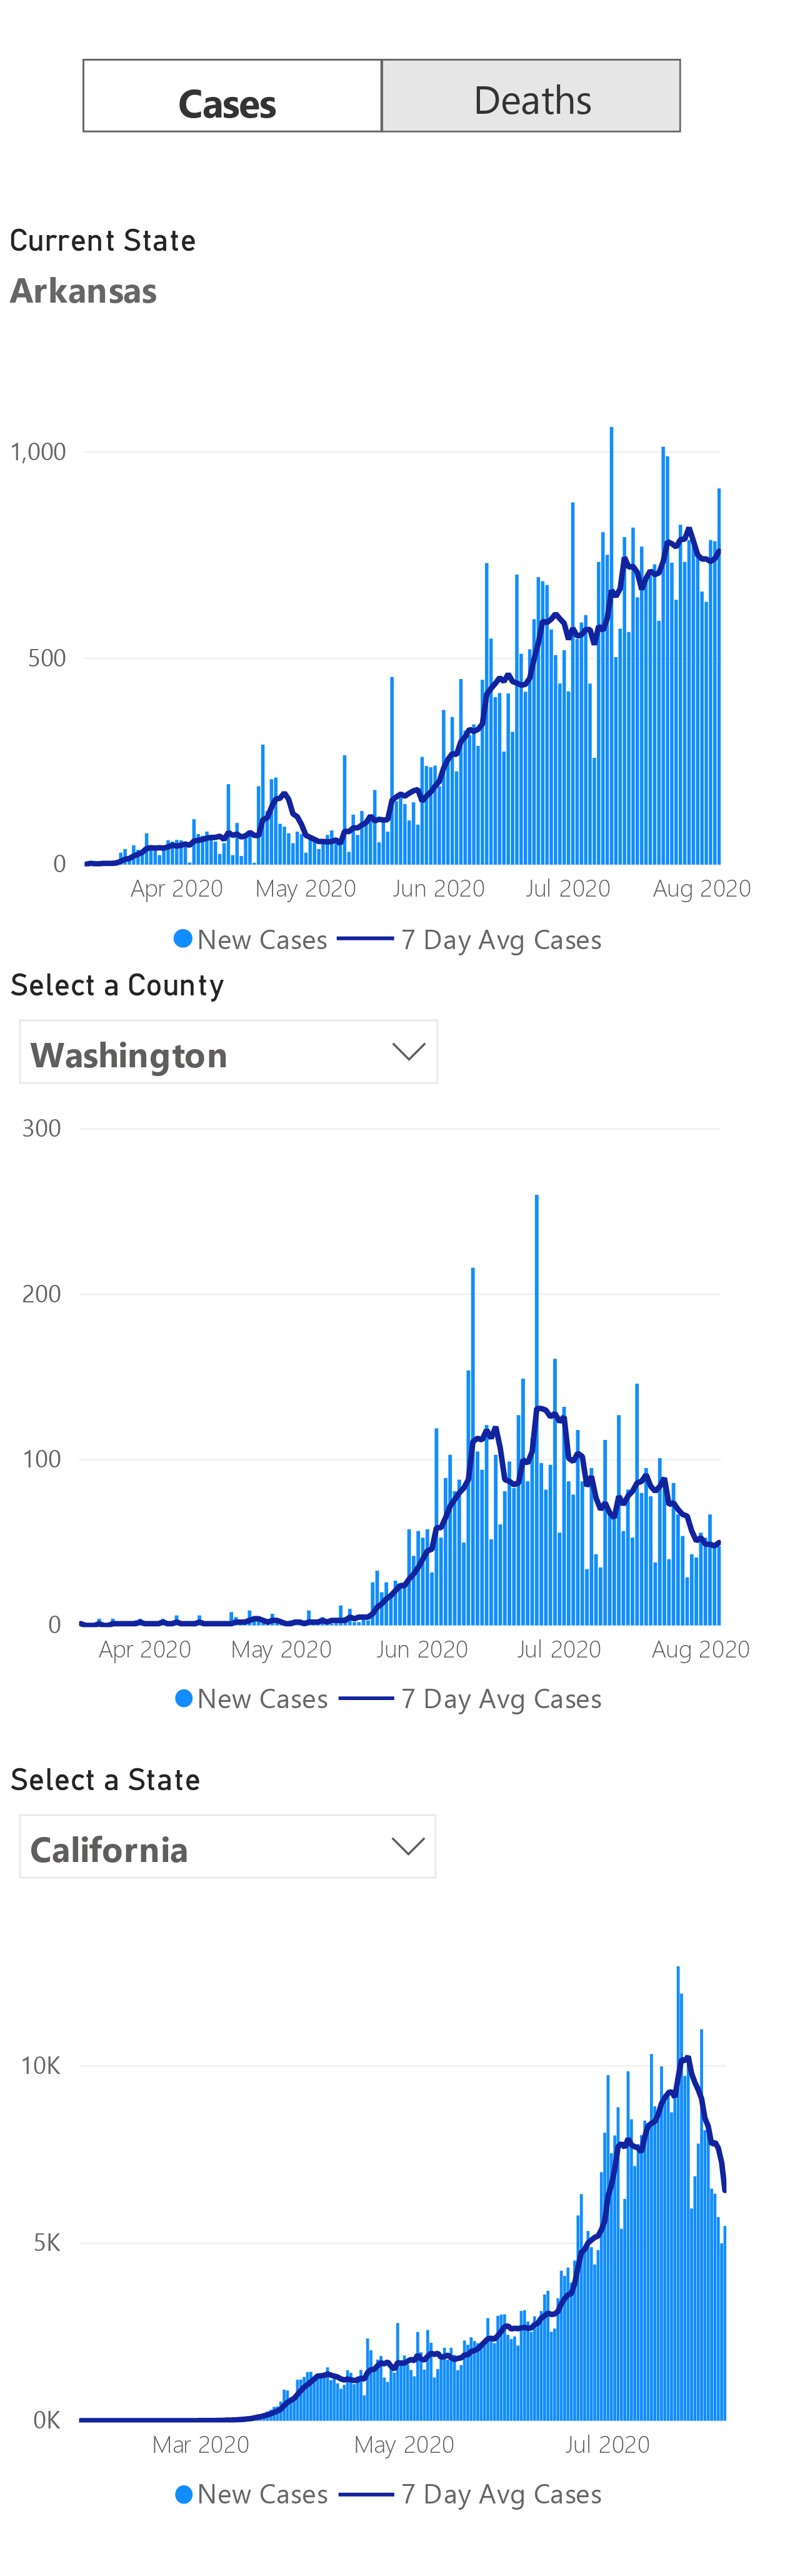 Cases Deaths
Current State
Arkansas
1,000
500
0
Apr 2020 May 2020 Jun 2020 Jul 2020 Aug 2020
New Cases 7 Day Avg Cases
Select a County
Washington
300
200
100
0
Apr 2020 May 2020 Jun 2020 Jul 2020 Aug 2020
New Cases 7 Day Avg Cases
Select a State
California
10K
5K
0K
Mar 2020 May 2020 Jul 2020
New Cases 7 Day Avg Cases